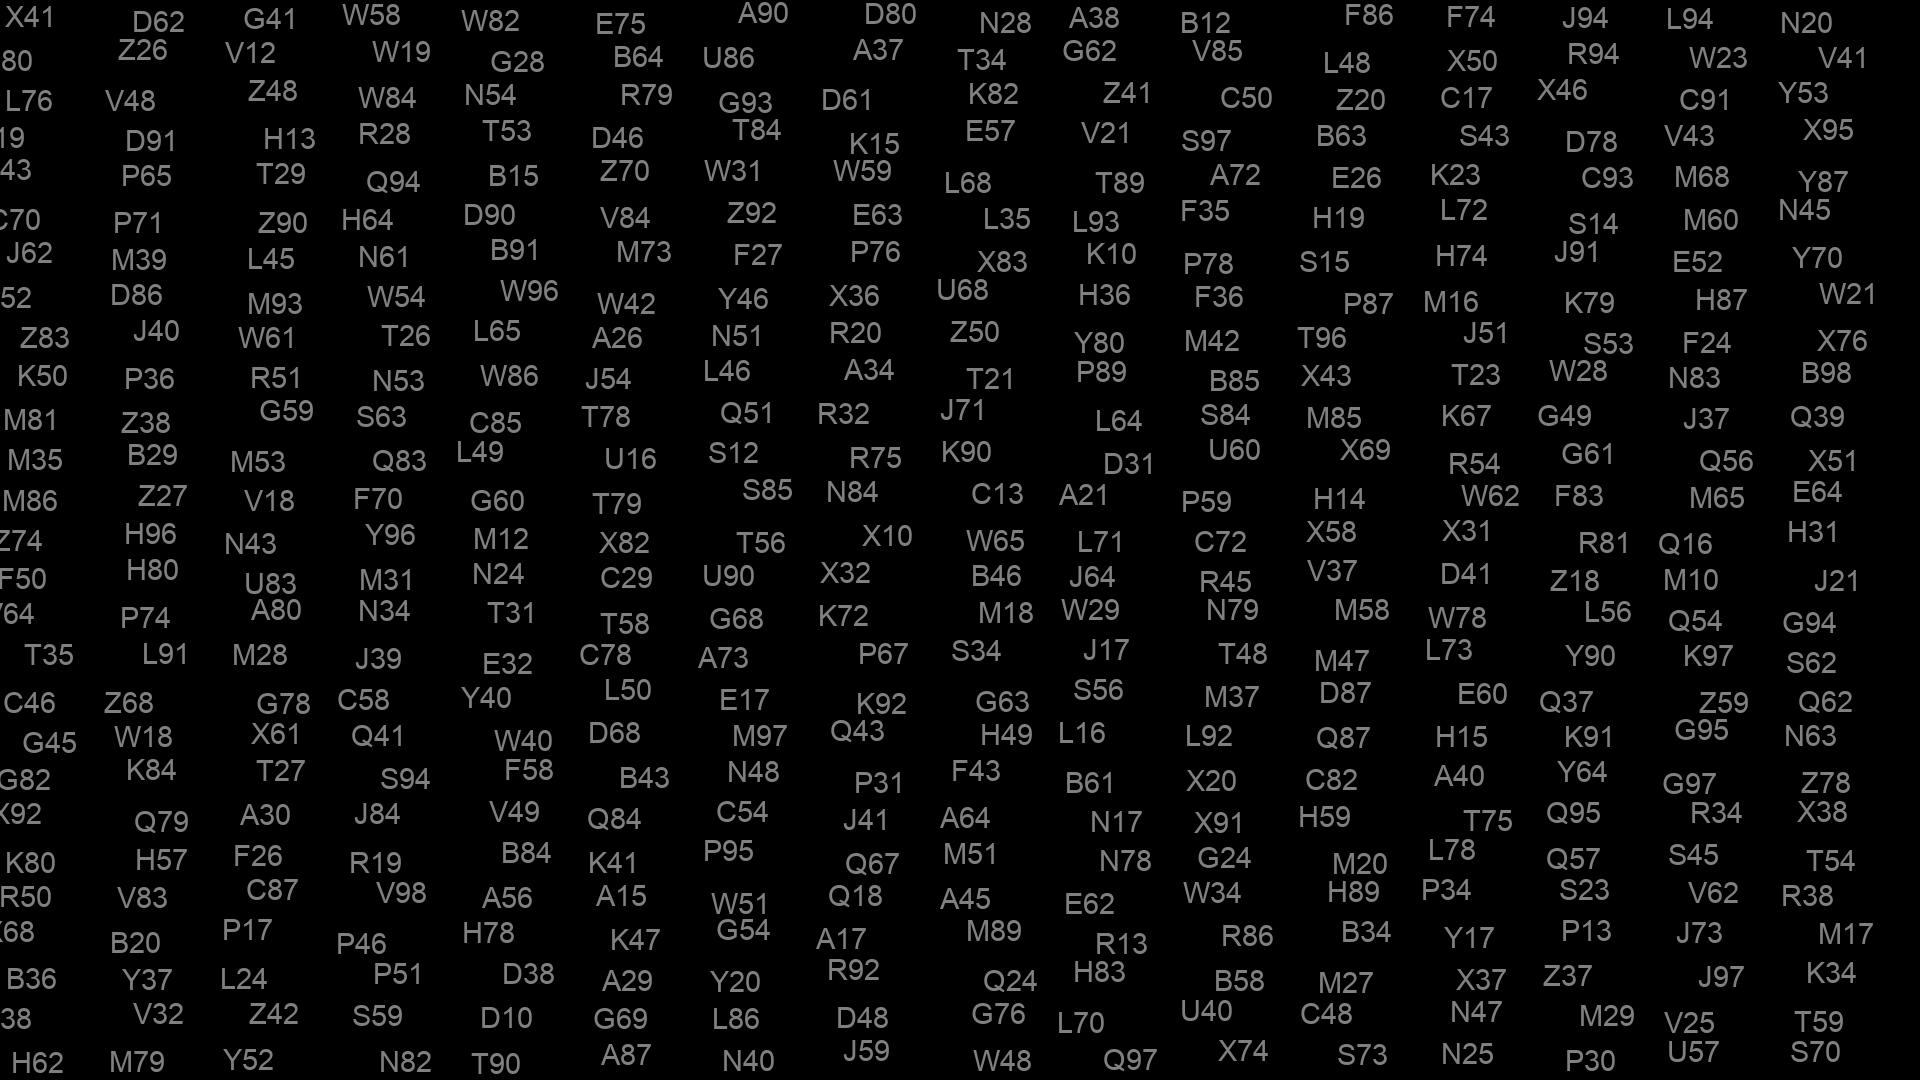 X41 D62 G41 W58 W82 E75 A90 D80 N28 A38 B12 F86 F74 J94 L94 N20
80 Z26 V12 W19 G28 B64 U86 A37 T34 G62 V85 L48 X50 R94 W23 V41
L76 V48 Z48 W84 N54 R79 G93 D61 K82 Z41 C50 Z20 C17 X46 C91 Y53
19 D91 H13 R28 T53 D46 T84 K15 E57 V21 S97 B63 S43 D78 V43 X95
43 P65 T29 Q94 B15 Z70 W31 W59 L68 T89 A72 E26 K23 C93 M68 Y87
C70 P71 Z90 H64 D90 V84 Z92 E63 L35 L93 F35 H19 L72 S14 M60 N45
J62 M39 L45 N61 B91 M73 F27 P76 X83 K10 P78 S15 H74 J91 E52 Y70
52 D86 M93 W54 W96 W42 Y46 X36 U68 H36 F36 P87 M16 K79 H87 W21
Z83 J40 W61 T26 L65 A26 N51 R20 Z50 Y80 M42 T96 J51 S53 F24 X76
K50 P36 R51 N53 W86 J54 L46 A34 T21 P89 B85 X43 T23 W28 N83 B98
M81 Z38 G59 S63 C85 T78 Q51 R32 J71 L64 S84 M85 K67 G49 J37 Q39
M35 B29 M53 Q83 L49 U16 S12 R75 K90 D31 U60 X69 R54 G61 Q56 X51
M86 Z27 V18 F70 G60 T79 S85 N84 C13 A21 P59 H14 W62 F83 M65 E64
Z74 H96 N43 Y96 M12 X82 T56 X10 W65 L71 C72 X58 X31 R81 Q16 H31
F50 H80 U83 M31 N24 C29 U90 X32 B46 J64 R45 V37 D41 Z18 M10 J21
64 P74 A80 N34 T31 T58 G68 K72 M18 W29 N79 M58 W78 L56 Q54 G94
T35 L91 M28 J39 E32 C78 A73 P67 S34 J17 T48 M47 L73 Y90 K97 S62
C46 Z68 G78 C58 Y40 L50 E17 K92 G63 S56 M37 D87 E60 Q37 Z59 Q62
G45 W18 X61 Q41 W40 D68 M97 Q43 H49 L16 L92 Q87 H15 K91 G95 N63
G82 K84 T27 S94 F58 B43 N48 P31 F43 B61 X20 C82 A40 Y64 G97 Z78
92 Q79 A30 J84 V49 Q84 C54 J41 A64 N17 X91 H59 T75 Q95 R34 X38
K80 H57 F26 R19 B84 K41 P95 Q67 M51 N78 G24 M20 L78 Q57 S45 T54
R50 V83 C87 V98 A56 A15 W51 Q18 A45 E62 W34 H89 P34 S23 V62 R38
68 B20 P17 P46 H78 K47 G54 A17 M89 R13 R86 B34 Y17 P13 J73 M17
B36 Y37 L24 P51 D38 A29 Y20 R92 Q24 H83 B58 M27 X37 Z37 J97 K34
38 V32 Z42 S59 D10 G69 L86 D48 G76 L70 U40 C48 N47 M29 V25 T59
H62 M79 Y52 N82 T90 A87 N40 J59 W48 Q97 X74 S73 N25 P30 U57 S70